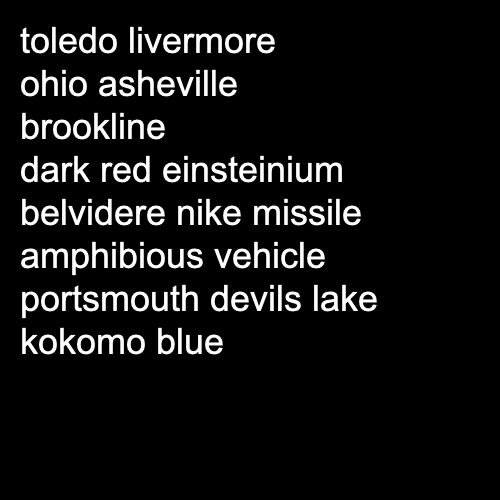 toledo livermore
ohio asheville
brookline
dark red einsteinium
belvidere nike missile
amphibious vehicle
portsmouth devils lake
kokomo blue